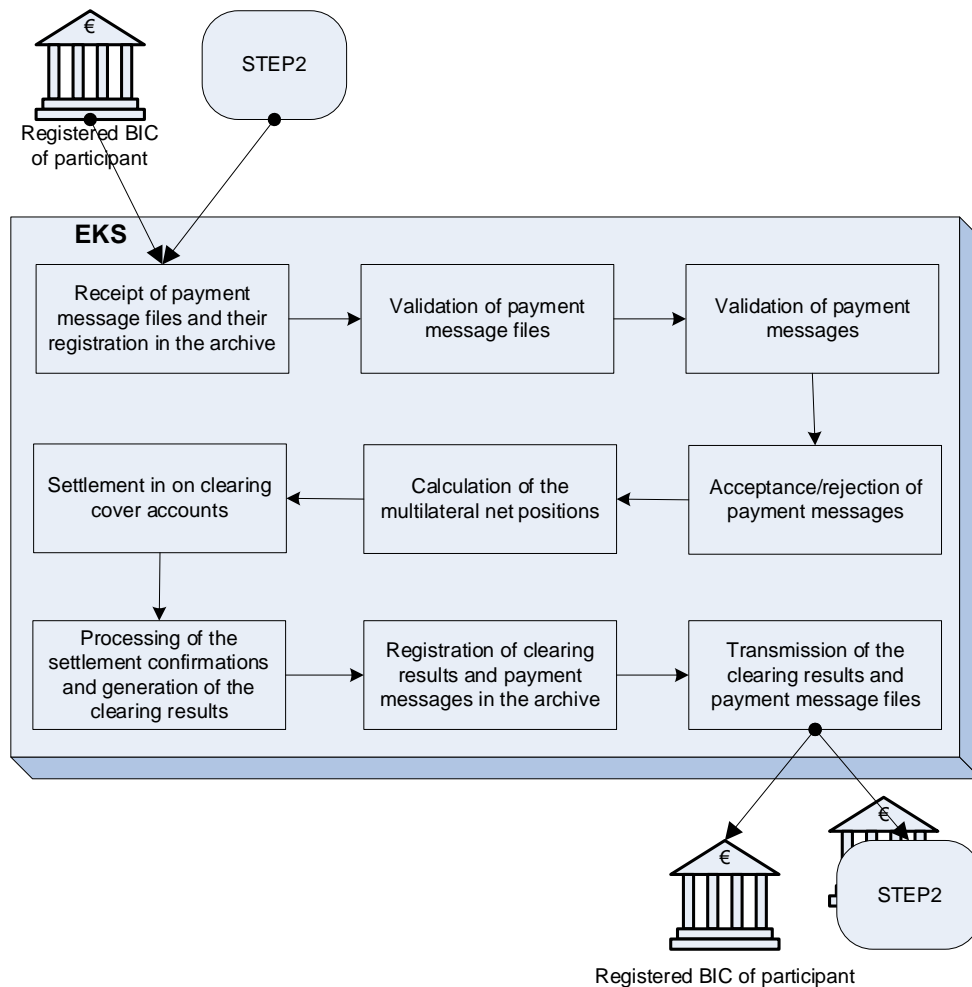 €
STEP2
Registered BIC
of participant
EKS
Receipt of payment
message files and their
registration in the archive
Validation of payment
message files
Validation of payment
messages
Settlement in on clearing
cover accounts
Calculation of the
multilateral net positions
Acceptance/rejection of
payment messages
Processing of the
settlement confirmations
and generation of the
clearing results
Registration of clearing
results and payment
messages in the archive
Transmission of the
clearing results and
payment message files
€
€
STEP2
Registered BIC of participant